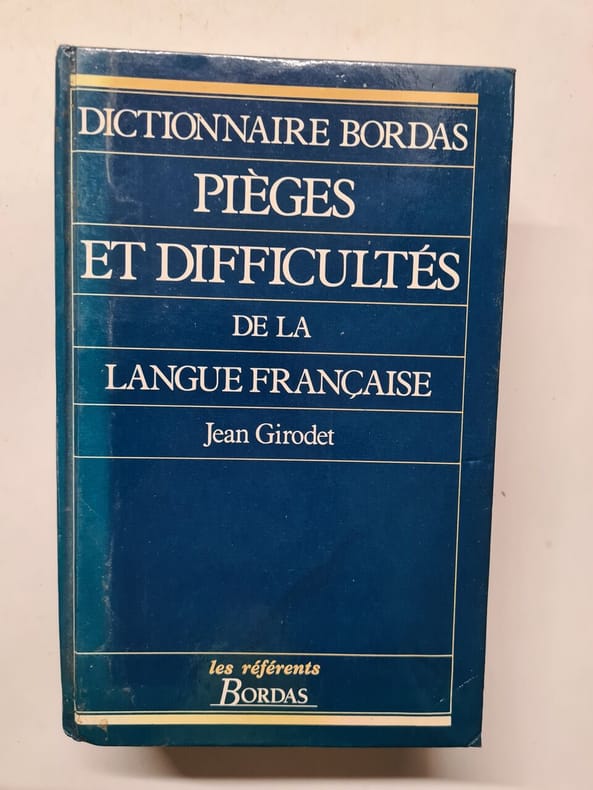 DICTIONNAIRE BORDAS
PIÈGES
ET DIFFICULTÉS
DE LA
LANGUE FRANÇAISE
Jean Girodet
les référents
BORDAS